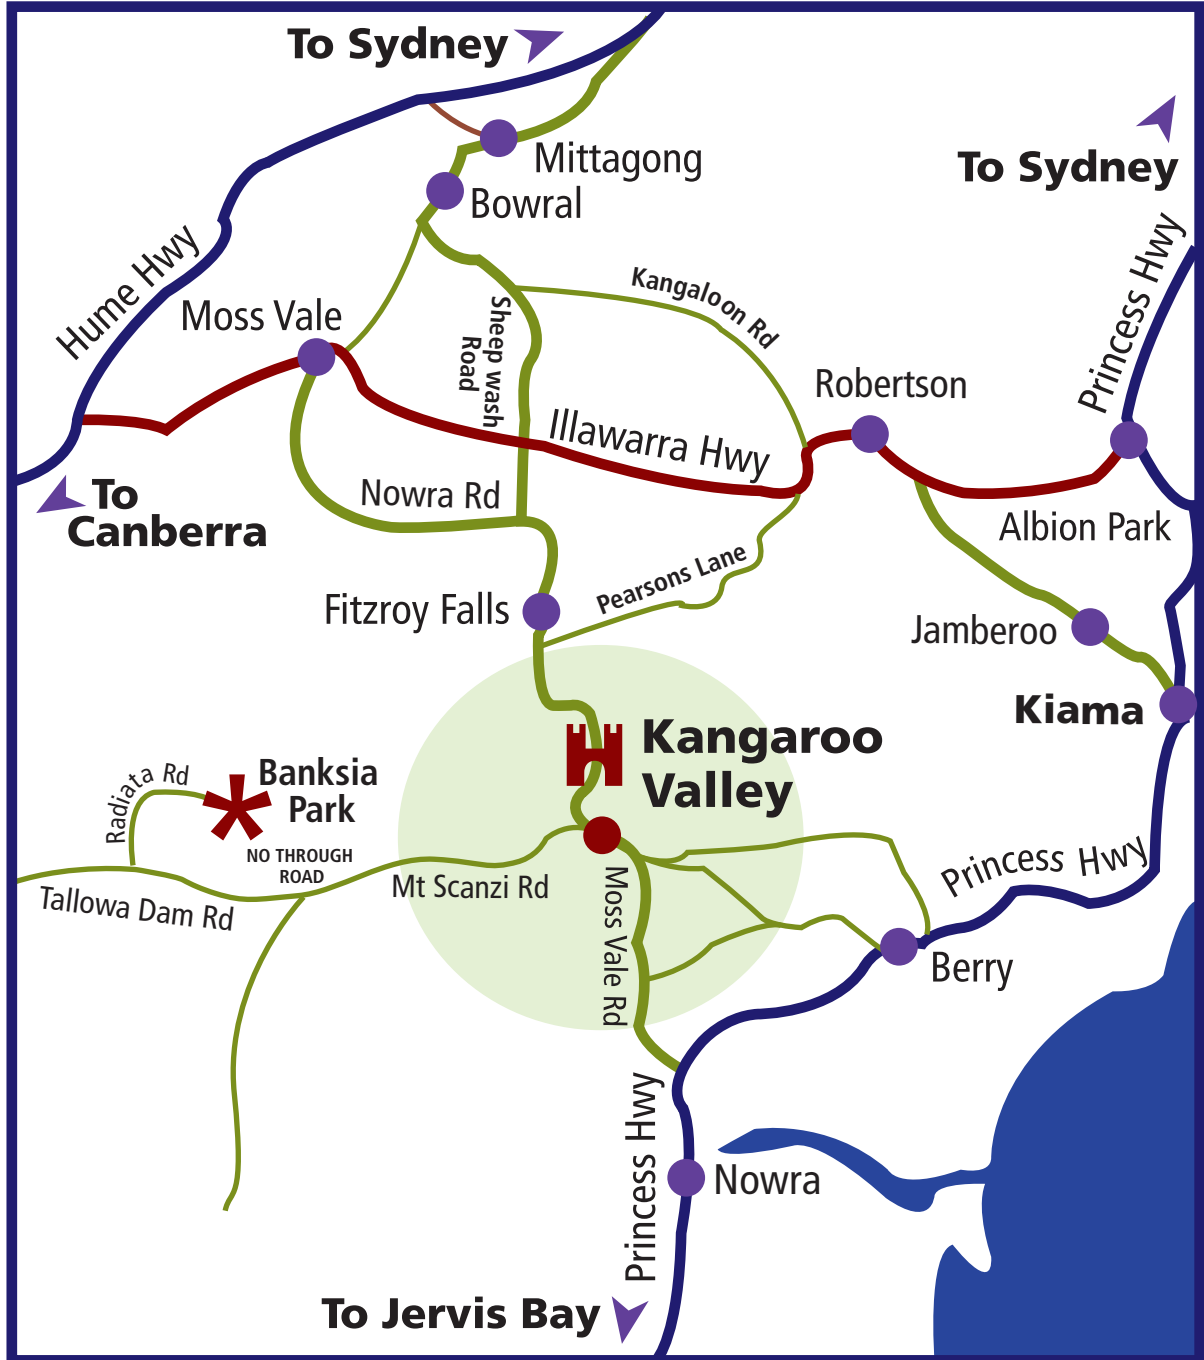 To Sydney
To Sydney
Mittagong
Bowral
Hume Hwy
Princess Hwy
Kangaloon Rd
Moss Vale
Sheep wash
Road
Robertson
Illawarra Hwy
Nowra Rd
To
Canberra
Albion Park
Pearsons Lane
Fitzroy Falls
Jamberoo
Kiama
Kangaroo
Valley
Radiata Rd
Banksia
Park
NO THROUGH
ROAD
Princess Hwy
Mt Scanzi Rd
Tallowa Dam Rd
Moss Vale Rd
Berry
Princess Hwy
Nowra
To Jervis Bay